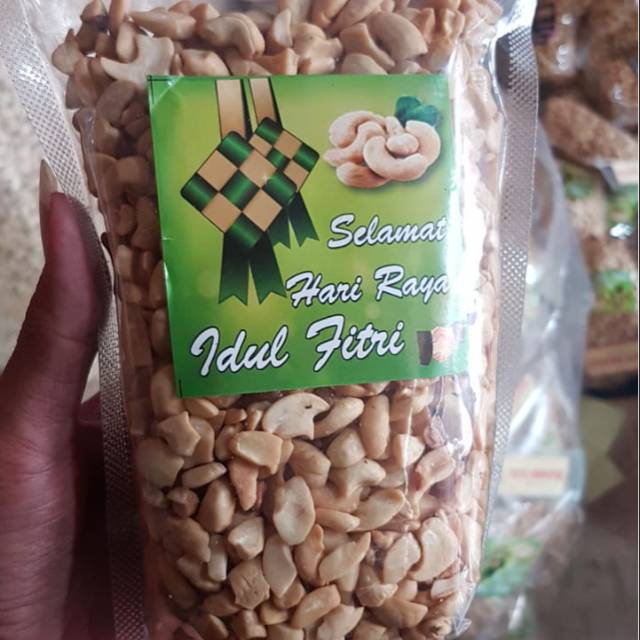 Selamat
Hari Raya
Idul Fitri